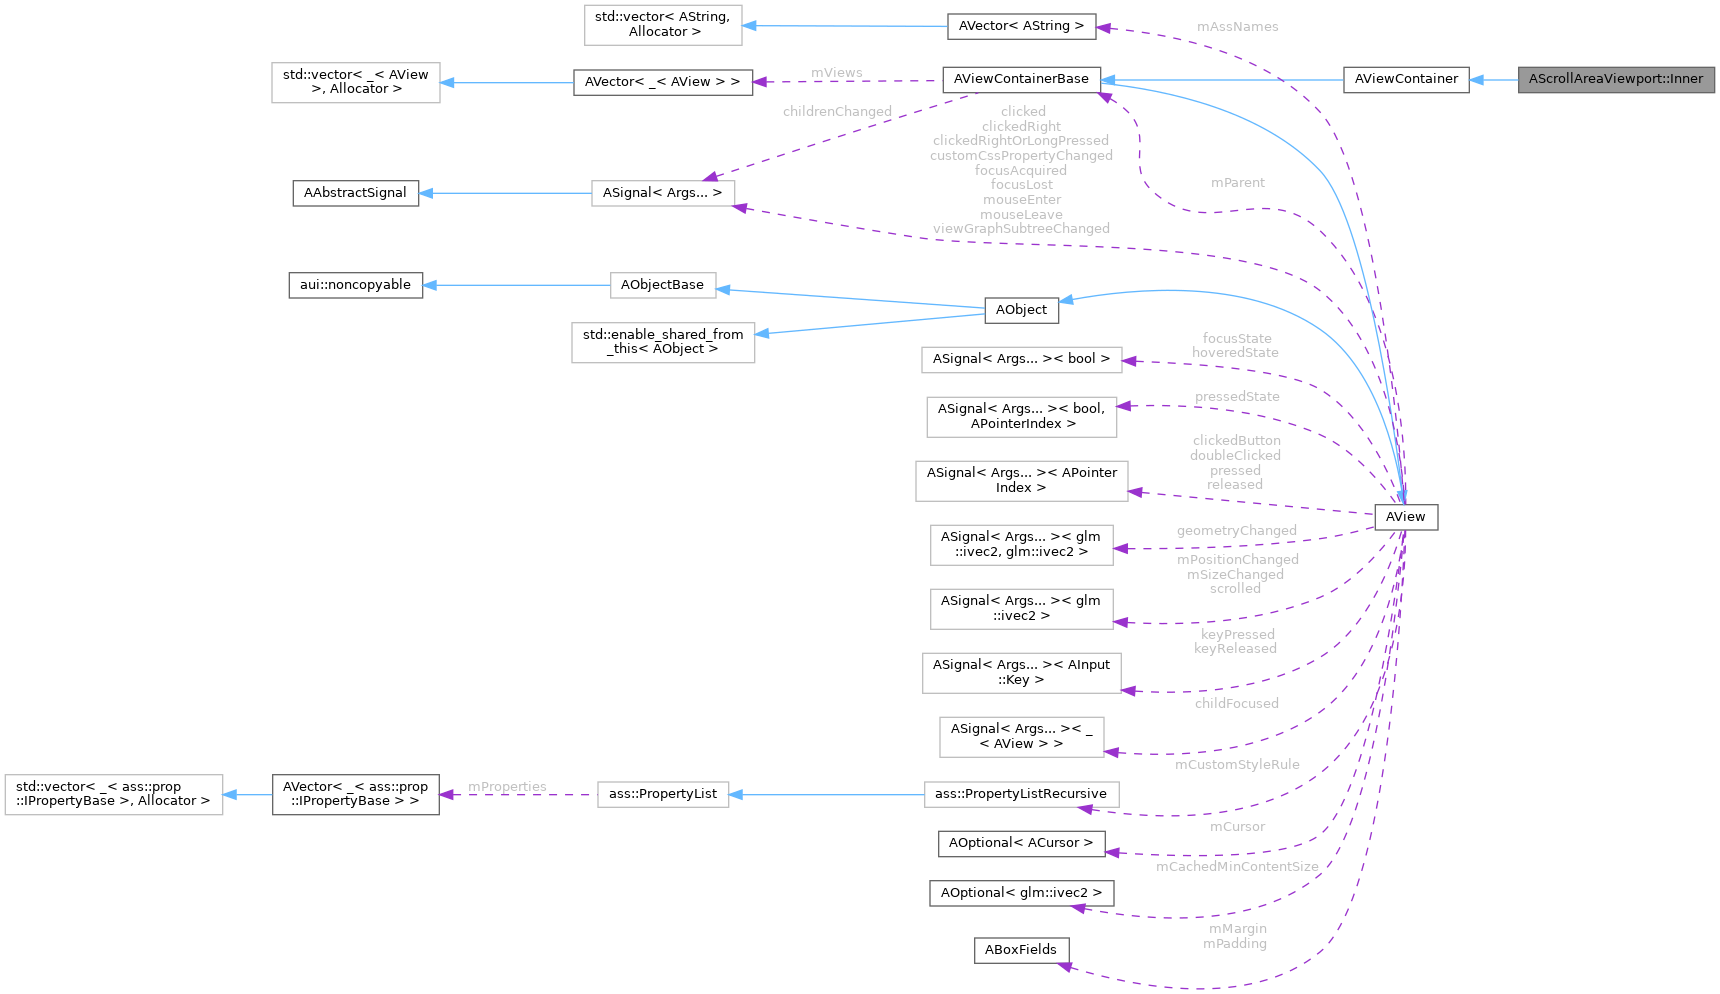 std::vector< AString,
Allocator >
AVector< AString >
mAssNames
std::vector< _< AView
>, Allocator >
AVector< _< AView > >
mViews
AViewContainerBase
AViewContainer
AScrollAreaViewport::Inner
childrenChanged
clicked
clickedRight
clickedRightOrLongPressed
customCssPropertyChanged
focusAcquired
focusLost
mouseEnter
mouseLeave
viewGraphSubtreeChanged
mParent
AAbstractSignal
ASignal< Args... >
aui::noncopyable
AObjectBase
AObject
std::enable_shared_from
_this< AObject >
focusState
hoveredState
ASignal< Args... >< bool >
pressedState
ASignal< Args... >< bool,
APointerIndex >
clickedButton
doubleClicked
pressed
released
ASignal< Args... >< APointer
Index >
AView
geometryChanged
ASignal< Args... >< glm
::ivec2, glm::ivec2 >
mPositionChanged
mSizeChanged
scrolled
ASignal< Args... >< glm
::ivec2 >
keyPressed
keyReleased
ASignal< Args... >< AInput
::Key >
childFocused
ASignal< Args... >< _
< AView > >
mCustomStyleRule
std::vector< _< ass::prop
::IPropertyBase >, Allocator >
AVector< _< ass::prop
::IPropertyBase > >
mProperties
ass::PropertyList
ass::PropertyListRecursive
mCursor
AOptional< ACursor >
mCachedMinContentSize
AOptional< glm::ivec2 >
mMargin
mPadding
ABoxFields